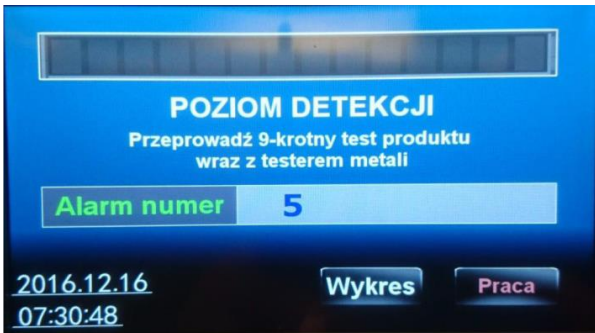 POZIOM DETEKCJI
Przeprowadź 9-krotny test produktu
wraz z testerem metali
Alarm numer 5
2016.12.16
Wykres Praca
07:30:48